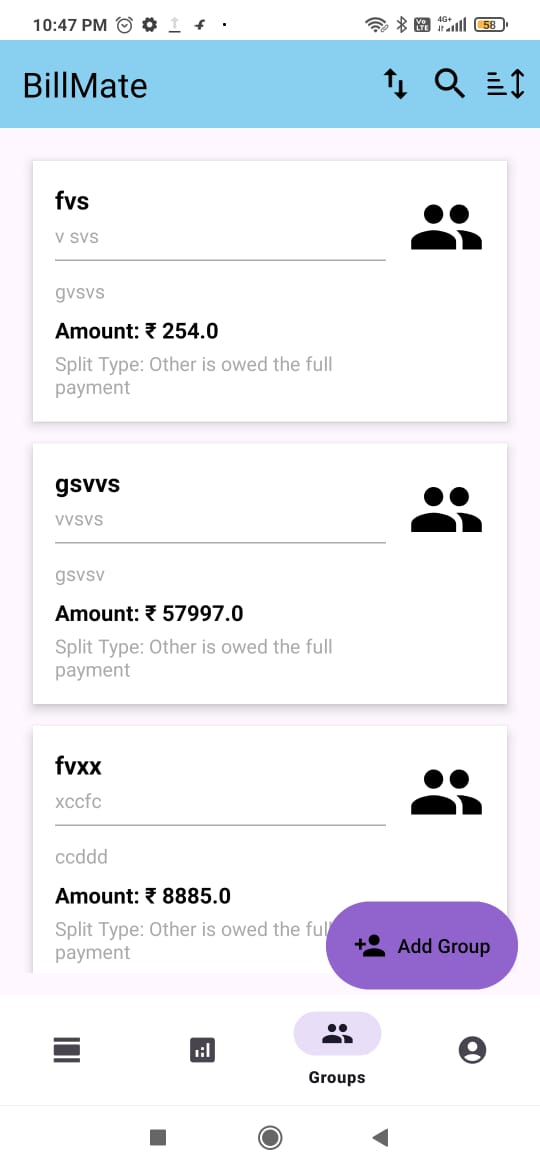 10:47 PM
Vo LTE
4G+
58
BillMate
fvs
v svs
gvsvs
Amount: ₹ 254.0
Split Type: Other is owed the full
payment
gsvvs
vvsvs
gsvsv
Amount: ₹ 57997.0
Split Type: Other is owed the full
payment
fvxx
xccfc
ccddd
Amount: ₹ 8885.0
Split Type: Other is owed the full
payment
Add Group
Groups